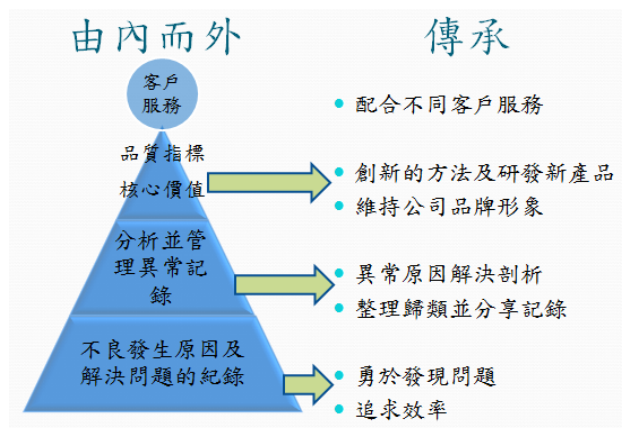 由內而外
傳承
客戶
服務
配合不同客戶服務
品質指標
核心價值
創新的方法及研發新產品
維持公司品牌形象
分析並管
理異常記
錄
異常原因解決剖析
整理歸類並分享記錄
不良發生原因及
解決問題的紀錄
勇於發現問題
追求效率